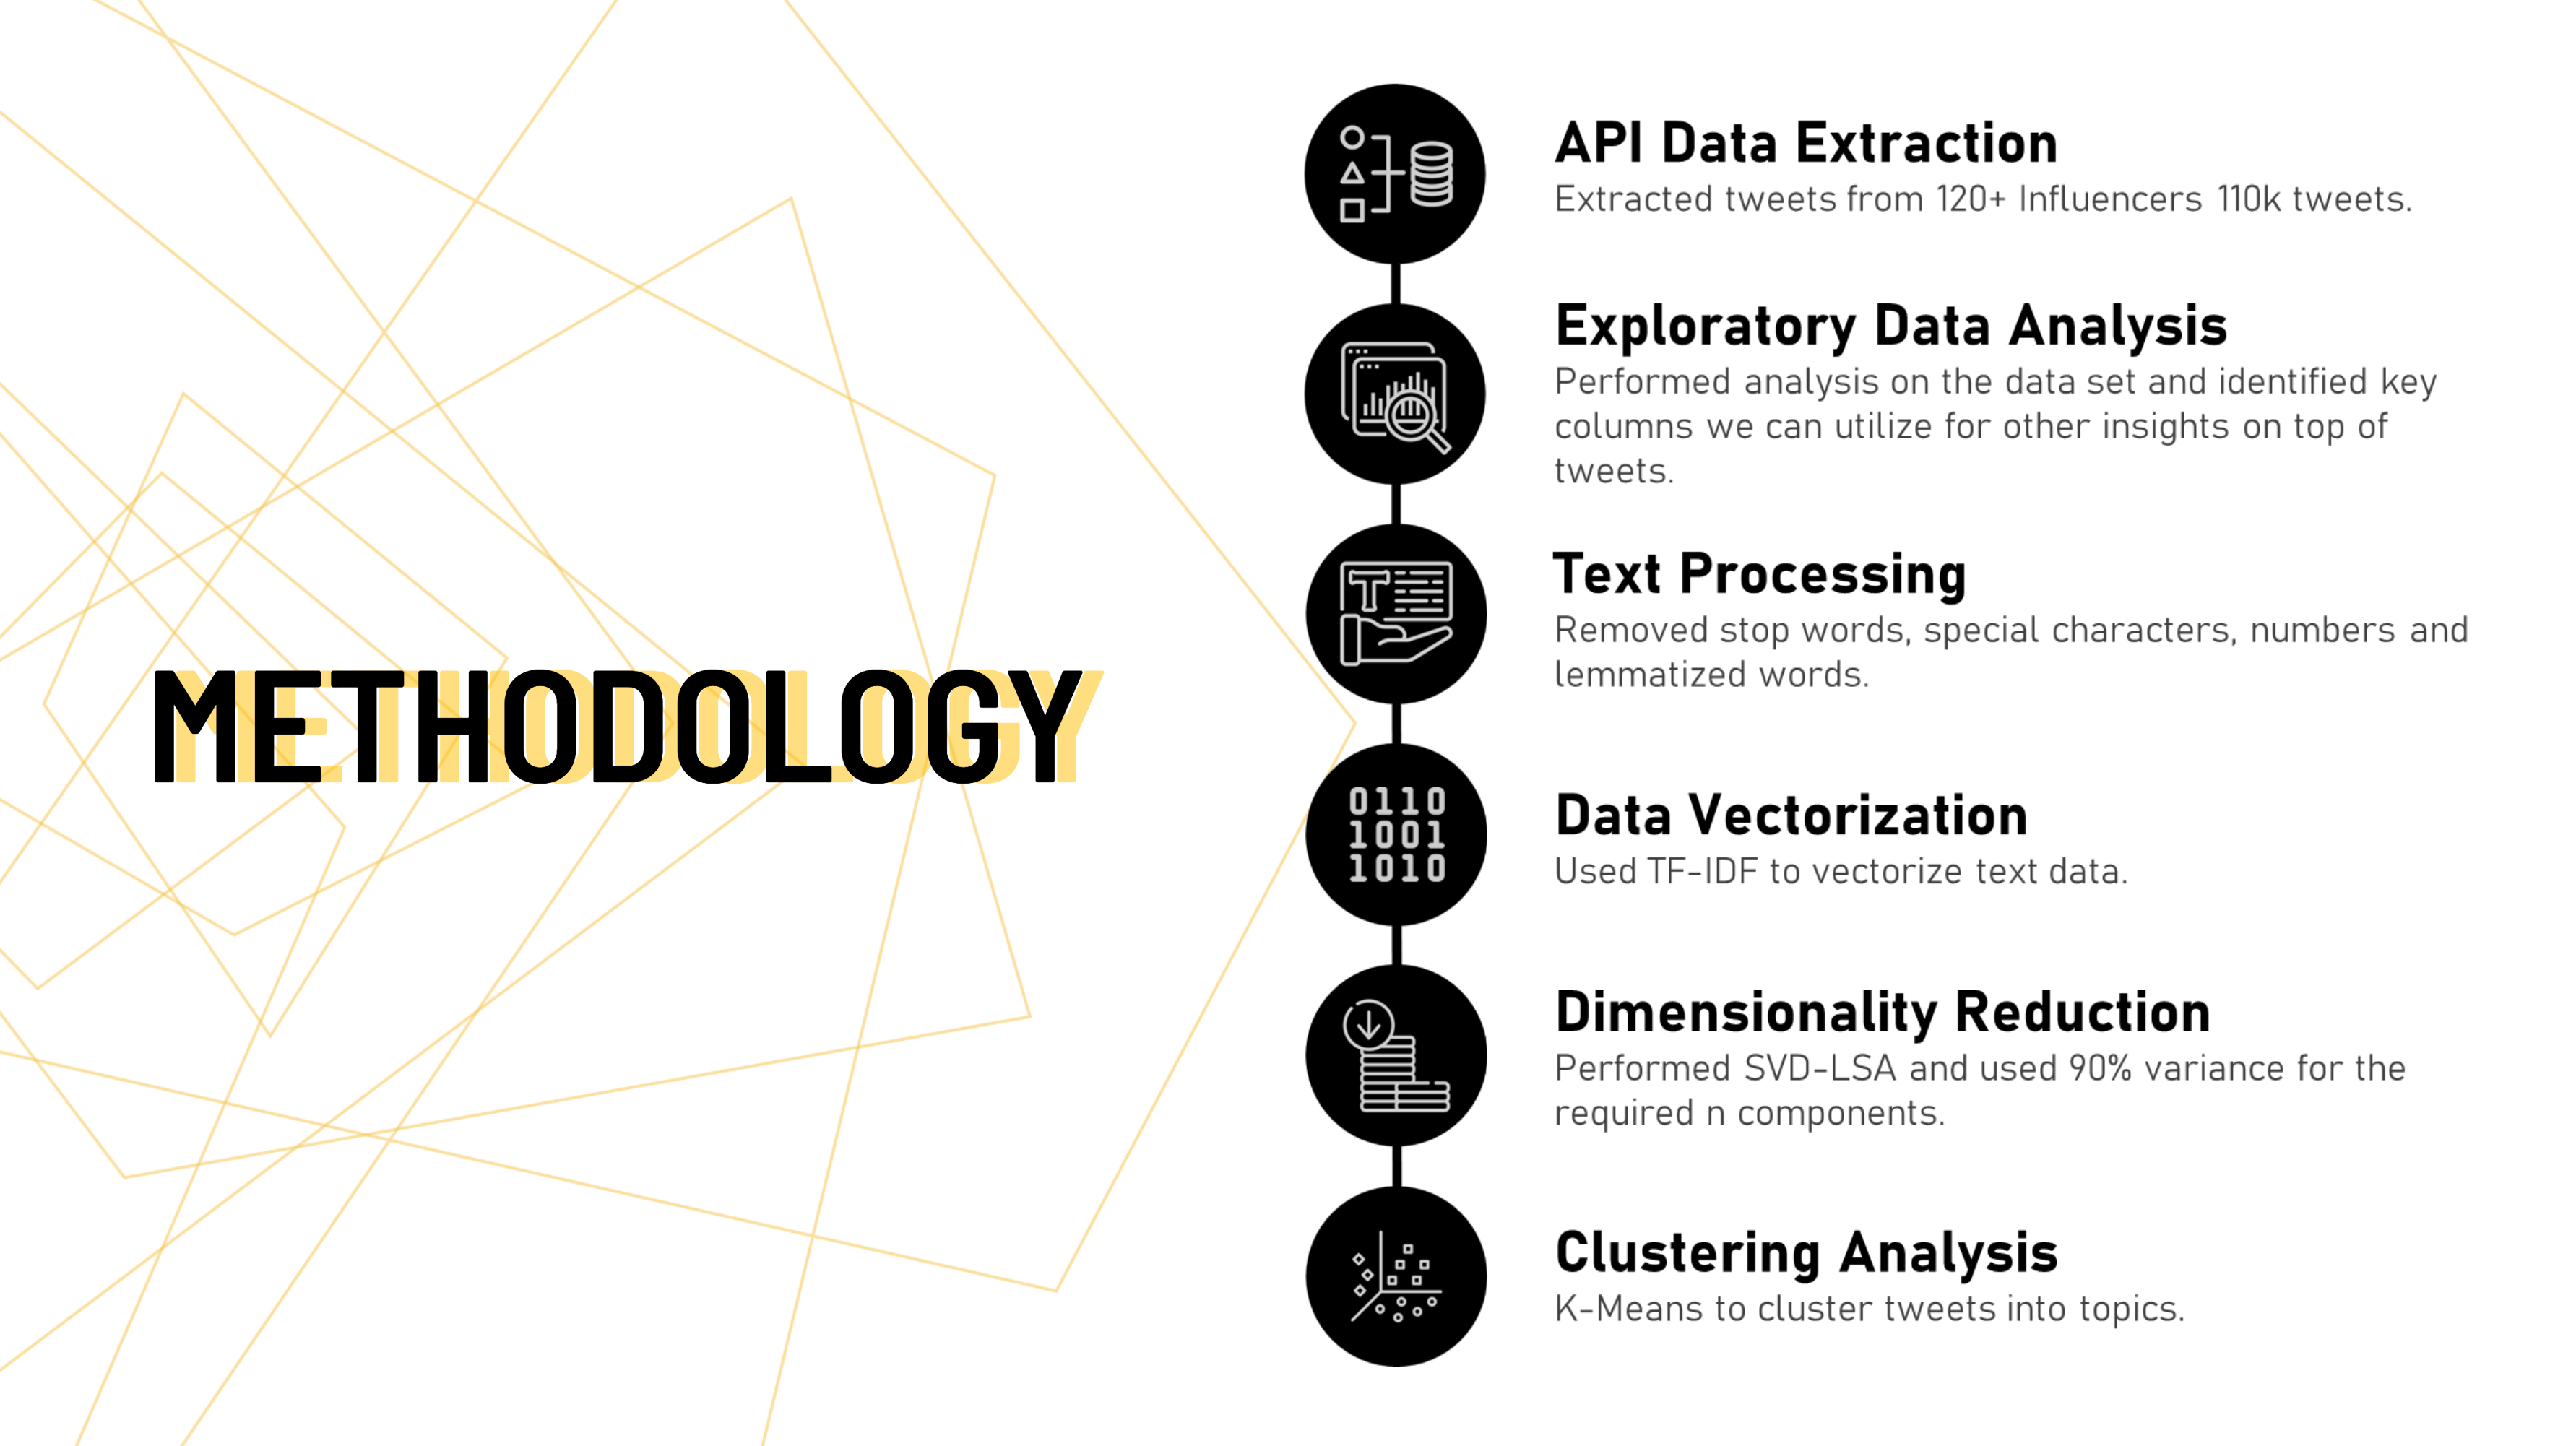 METHODOLOGY
API Data Extraction
Extracted tweets from 120+ Influencers 110k tweets.
Exploratory Data Analysis
Performed analysis on the data set and identified key
columns we can utilize for other insights on top of
tweets.
Text Processing
Removed stop words, special characters, numbers and
lemmatized words.
Data Vectorization
Used TF-IDF to vectorize text data.
Dimensionality Reduction
Performed SVD-LSA and used 90% variance for the
required n components.
Clustering Analysis
K-Means to cluster tweets into topics.
T
0110
1001
1010